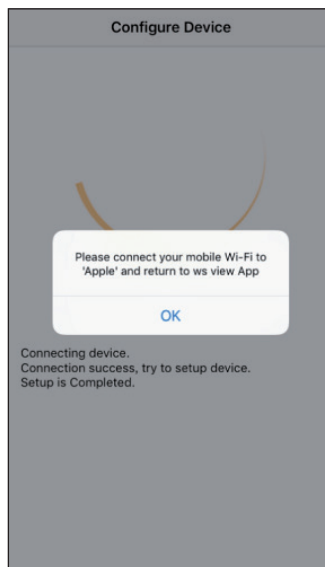 Configure Device
Please connect your mobile Wi-Fi to
'Apple' and return to ws view App
OK
Connecting device.
Connection success, try to setup device.
Setup is Completed.